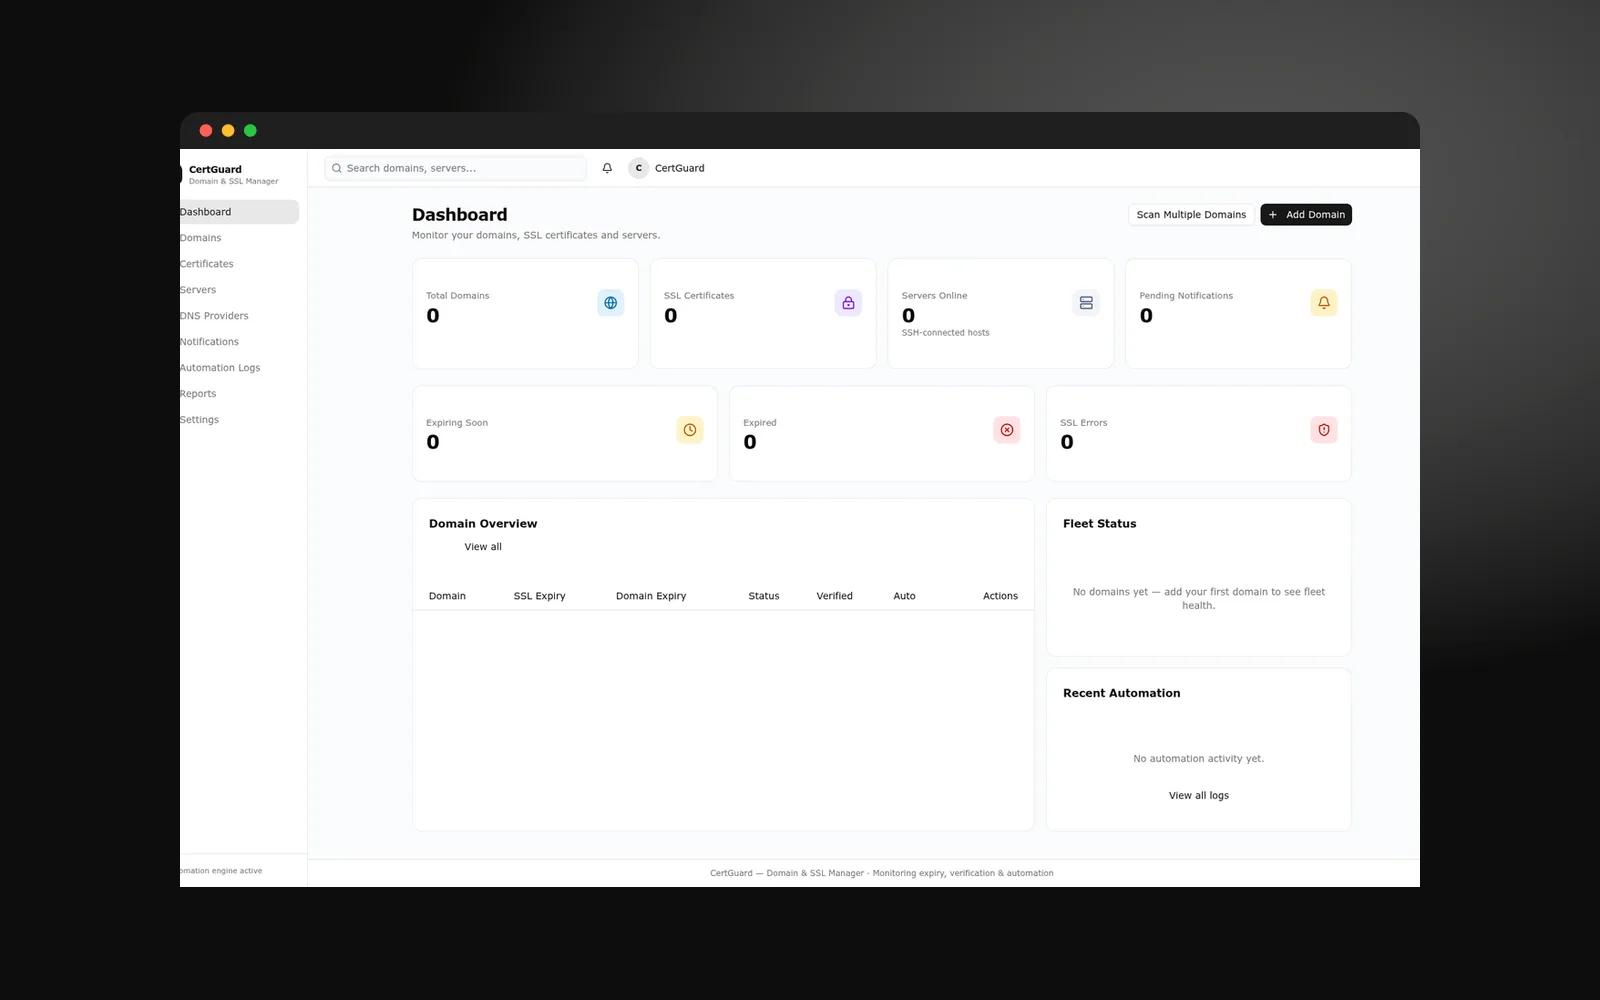 CertGuard
Domain & SSL Manager
Dashboard
Domains
Certificates
Servers
DNS Providers
Notifications
Automation Logs
Reports
Settings
omation engine active
Search domains, servers...
C
CertGuard
Dashboard
Monitor your domains, SSL certificates and servers.
Scan Multiple Domains
+ Add Domain
Total Domains
0
SSL Certificates
0
Servers Online
0
SSH-connected hosts
Pending Notifications
0
Expiring Soon
0
Expired
0
SSL Errors
0
Domain Overview
View all
Domain SSL Expiry Domain Expiry Status Verified Auto Actions
Fleet Status
No domains yet — add your first domain to see fleet
health.
Recent Automation
No automation activity yet.
View all logs
CertGuard — Domain & SSL Manager - Monitoring expiry, verification & automation